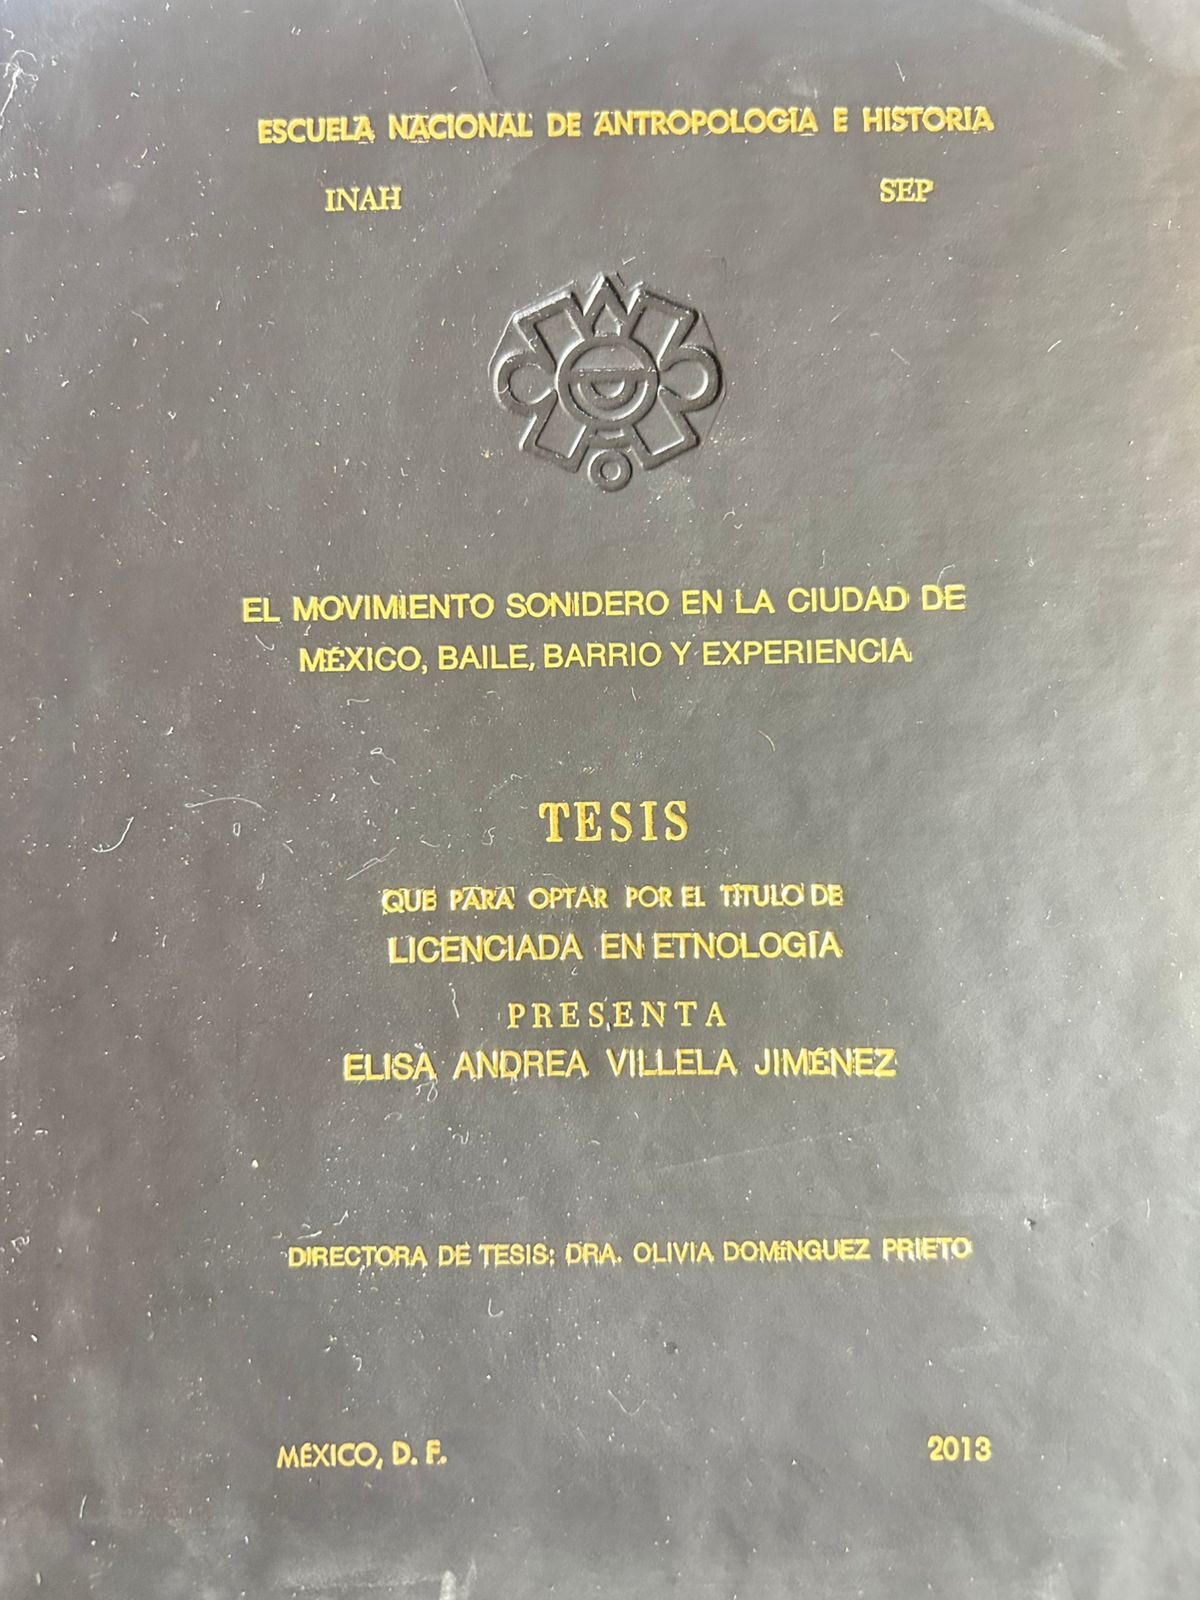 ESCUELA NACIONAL DE ANTROPOLOGÍA E HISTORIA
INAH SEP
EL MOVIMIENTO SONIDERO EN LA CIUDAD DE
MÉXICO, BAILE, BARRIO Y EXPERIENCIA
TESIS
QUE PARA OPTAR POR EL TÍTULO DE
LICENCIADA EN ETNOLOGÍA
PRESENTA
ELISA ANDREA VILLELA JIMÉNEZ
DIRECTORA DE TESIS: DRA. OLIVIA DOMÍNGUEZ PRIETO
MÉXICO, D. F. 2013